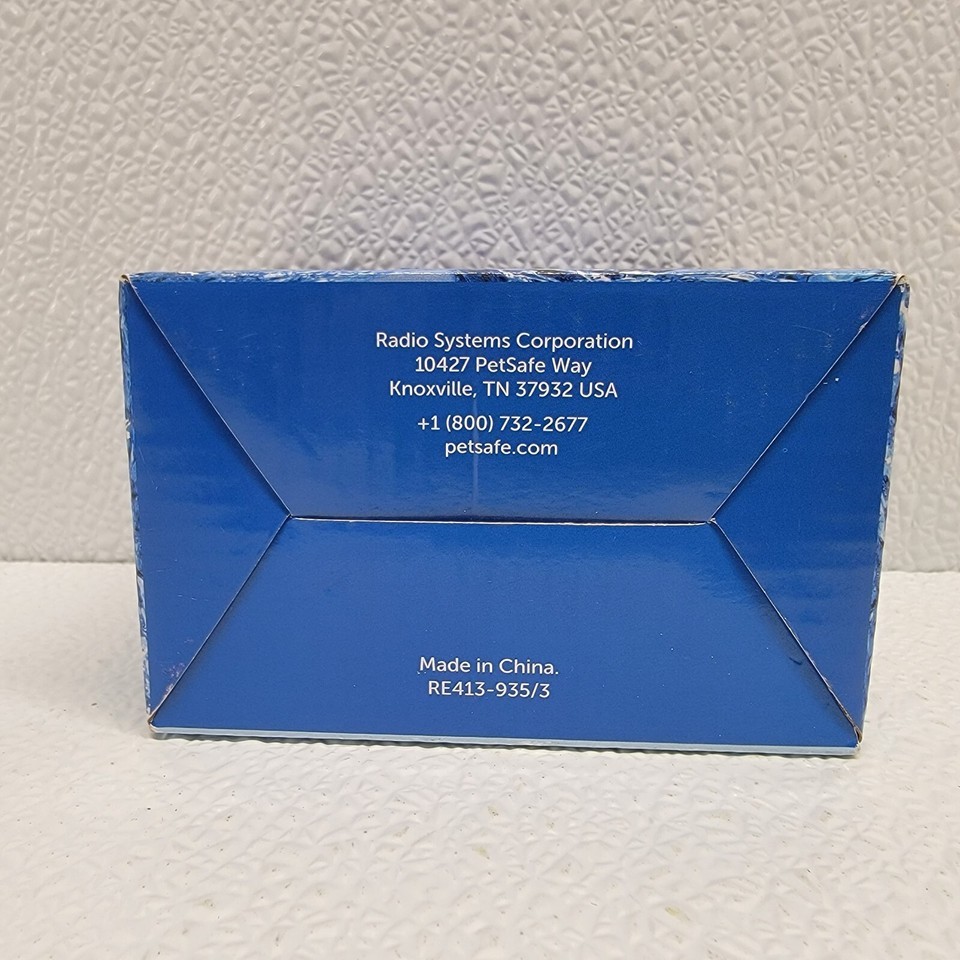 Radio Systems Corporation
10427 PetSafe Way
Knoxville, TN 37932 USA
+1 (800) 732-2677
petsafe.com
Made in China.
RE413-935/3